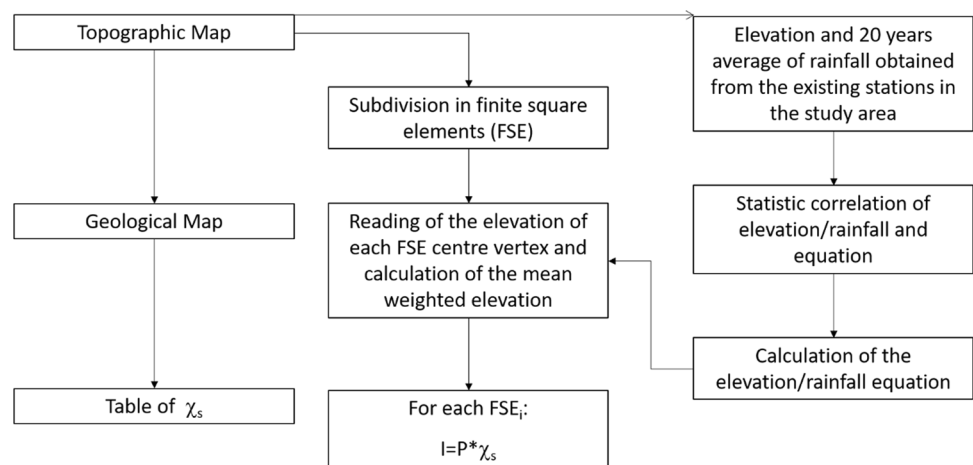 Topographic Map
Elevation and 20 years
average of rainfall obtained
from the existing stations in
the study area
Subdivision in finite square
elements (FSE)
Geological Map
Reading of the elevation of
each FSE centre vertex and
calculation of the mean
weighted elevation
Statistic correlation of
elevation/rainfall and
equation
Calculation of the
elevation/rainfall equation
Table of χₛ
For each FSEᵢ:
I=P*χₛ